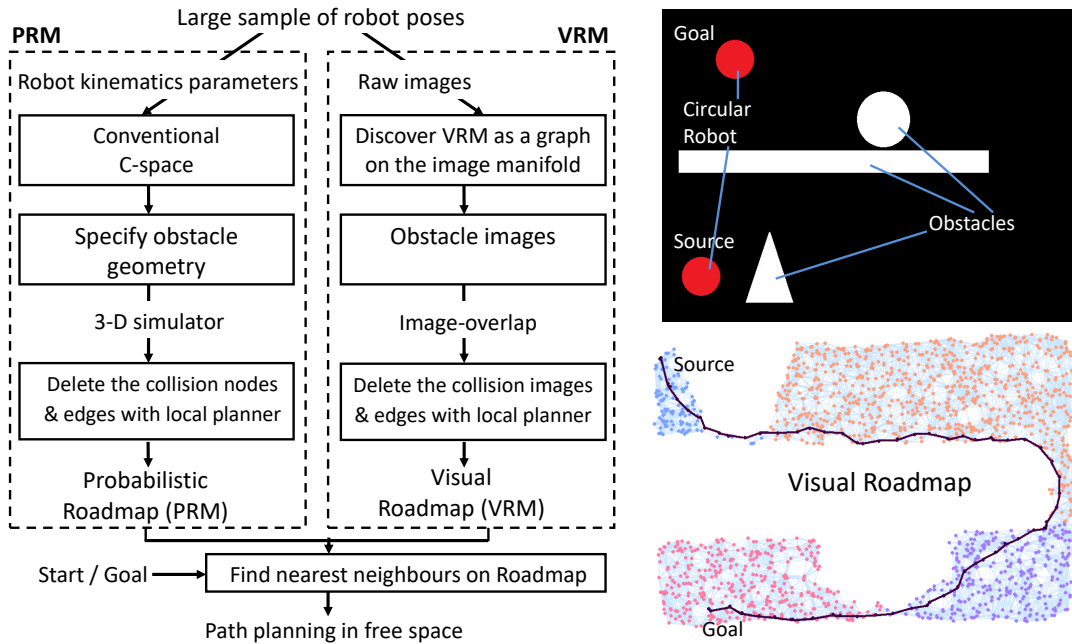 Large sample of robot poses
PRM
VRM
Robot kinematics parameters
Raw images
Conventional
C-space
Discover VRM as a graph
on the image manifold
Specify obstacle
geometry
Obstacle images
3-D simulator
Image-overlap
Delete the collision nodes
& edges with local planner
Delete the collision images
& edges with local planner
Probabilistic
Roadmap (PRM)
Visual
Roadmap (VRM)
Start / Goal
Find nearest neighbours on Roadmap
Path planning in free space
Goal
Circular
Robot
Obstacles
Source
Source
Visual Roadmap
Goal